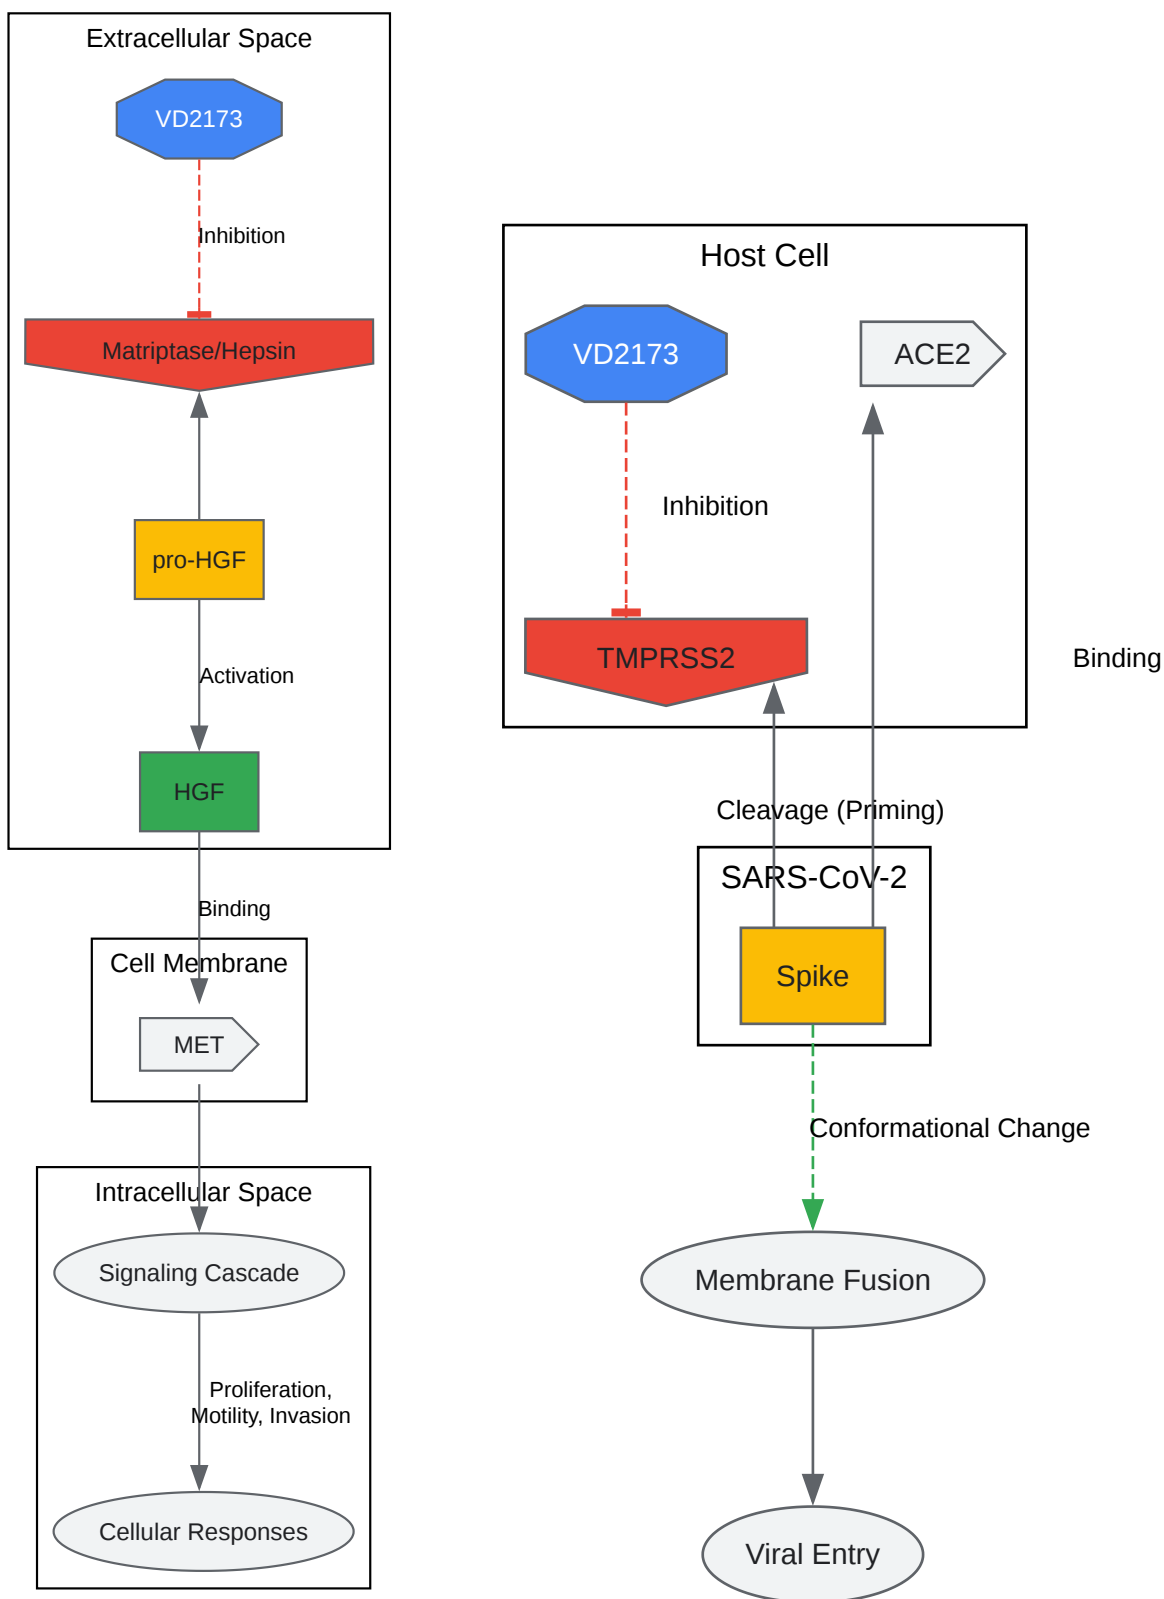 Extracellular Space
VD2173
Inhibition
Matriptase/Hepsin
pro-HGF
Activation
HGF
Binding
Cell Membrane
MET
Intracellular Space
Signaling Cascade
Proliferation,
Motility, Invasion
Cellular Responses
Host Cell
VD2173
ACE2
Inhibition
TMPRSS2
Binding
Cleavage (Priming)
SARS-CoV-2
Spike
Conformational Change
Membrane Fusion
Viral Entry